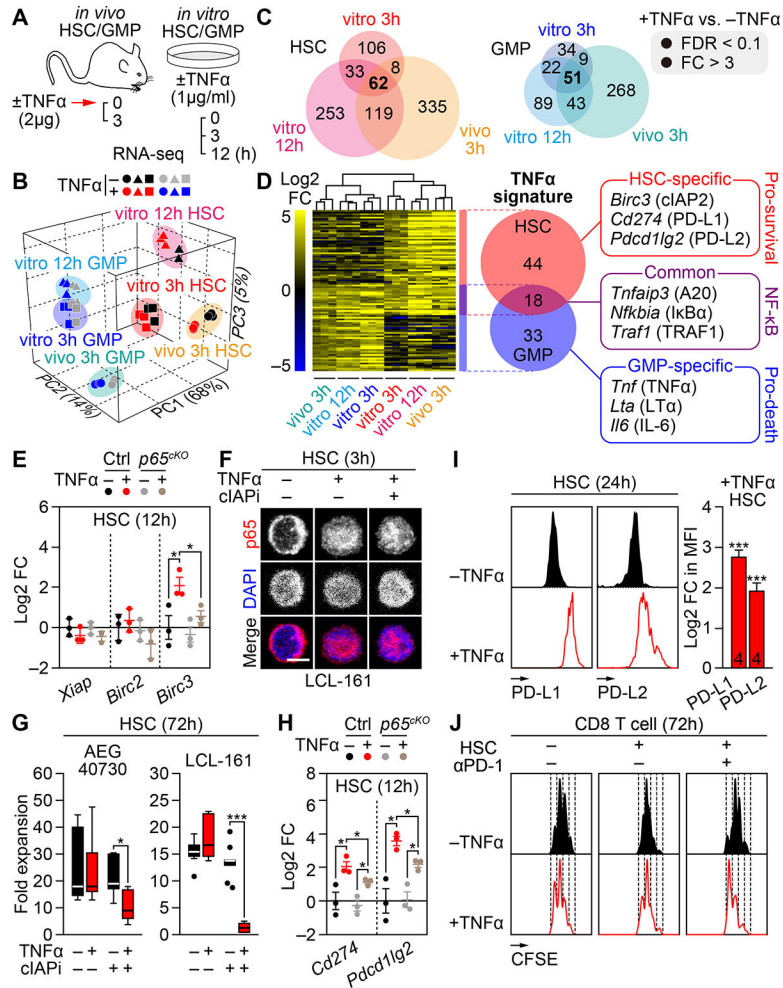 A
in vivo
HSC/GMP
in vitro
HSC/GMP
±TNFα
(2μg)
0
3
±TNFα
(1μg/ml)
0
3
12 (h)
RNA-seq
B
TNFα
–
+
vitro 12h HSC
vitro 12h GMP
vitro 3h HSC
vitro 3h GMP
vivo 3h GMP
vivo 3h HSC
PC3 (5%)
PC2 (14%)
PC1 (68%)
C
vitro 3h
HSC
106
33
8
62
253
119
335
vitro
12h
vivo
3h
vitro 3h
GMP
34
22
9
51
89
43
268
vitro 12h
vivo 3h
+TNFα vs. –TNFα
● FDR < 0.1
● FC > 3
D
Log2
FC
5
0
–5
vivo 3h
vitro 12h
vitro 3h
vitro 3h
vitro 12h
vivo 3h
TNFα
signature
HSC
44
18
33
GMP
HSC-specific
Birc3 (cIAP2)
Cd274 (PD-L1)
Pdcd1lg2 (PD-L2)
Pro-survival
Common
Tnfaip3 (A20)
Nfkbia (IκBα)
Traf1 (TRAF1)
NF-κB
GMP-specific
Tnf (TNFα)
Lta (LTα)
Il6 (IL-6)
Pro-death
E
Ctrl p65cKO
TNFα – + – +
HSC (12h)
Log2 FC
6
4
2
0
–2
* *
Xiap Birc2 Birc3
F
HSC (3h)
TNFα – + +
cIAPi – – +
p65
DAPI
Merge
LCL-161
I
HSC (24h)
–TNFα
+TNFα
PD-L1
PD-L2
+TNFα
HSC
Log2 FC in MFI
4
3
2
1
0
***
***
4 4
PD-L1
PD-L2
G
HSC (72h)
AEG
40730
LCL-161
Fold expansion
60
50
40
30
20
10
0
*
***
TNFα – + – + – + – +
cIAPi – – + + – – + +
H
Ctrl p65cKO
TNFα – + – +
HSC (12h)
Log2 FC
6
4
2
0
–2
* * *
* * *
Cd274 Pdcd1lg2
J
CD8 T cell (72h)
HSC – + +
αPD-1 – – +
–TNFα
+TNFα
CFSE